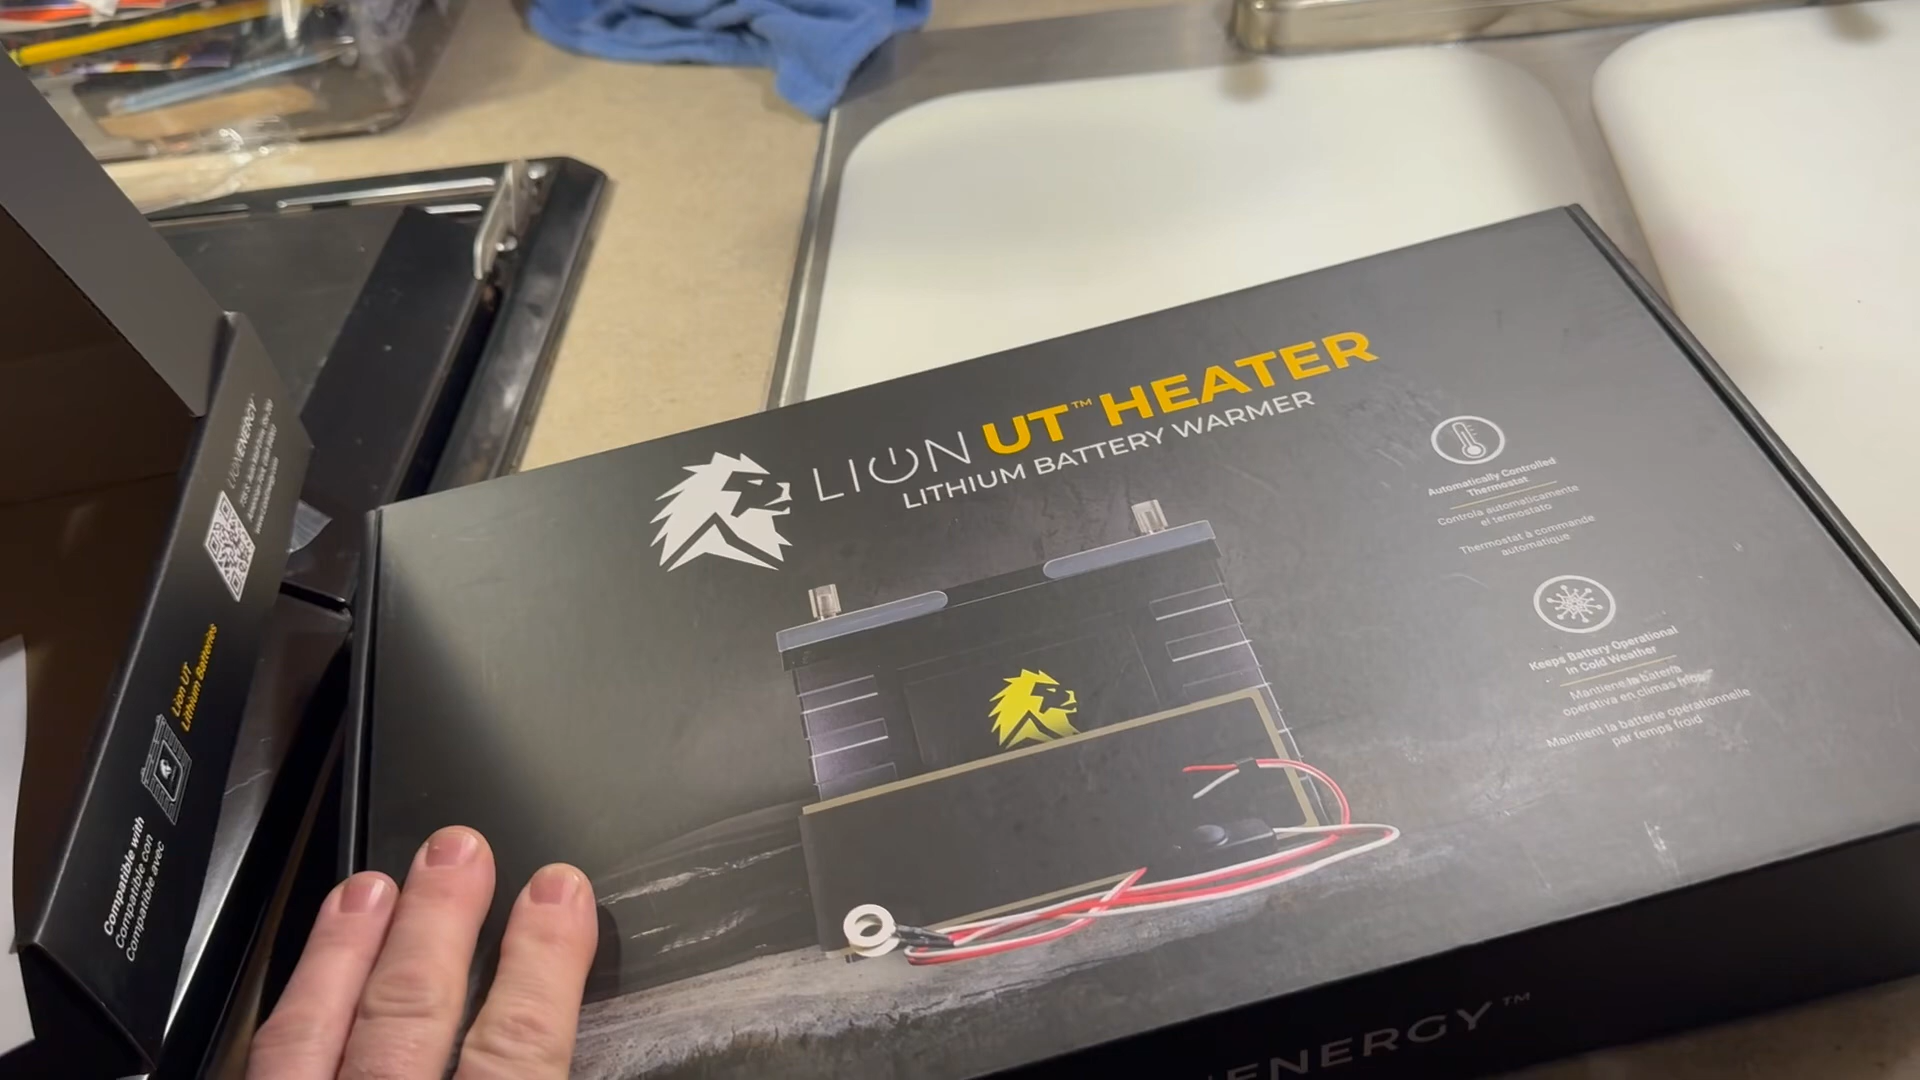 LION UT™ HEATER
LITHIUM BATTERY WARMER
Automatically Controlled
Thermostat
Controla automaticamente
el termostato
Thermostat à commande
automatique
Keeps Battery Operational
In Cold Weather
Mantiene la batería
operativa en climas fríos
Maintient la batterie opérationnelle
par temps froid
ENERGY™
LION ENERGY
Lion UT
Lithium Batteries
Compatible with
Compatible con
Compatible avec